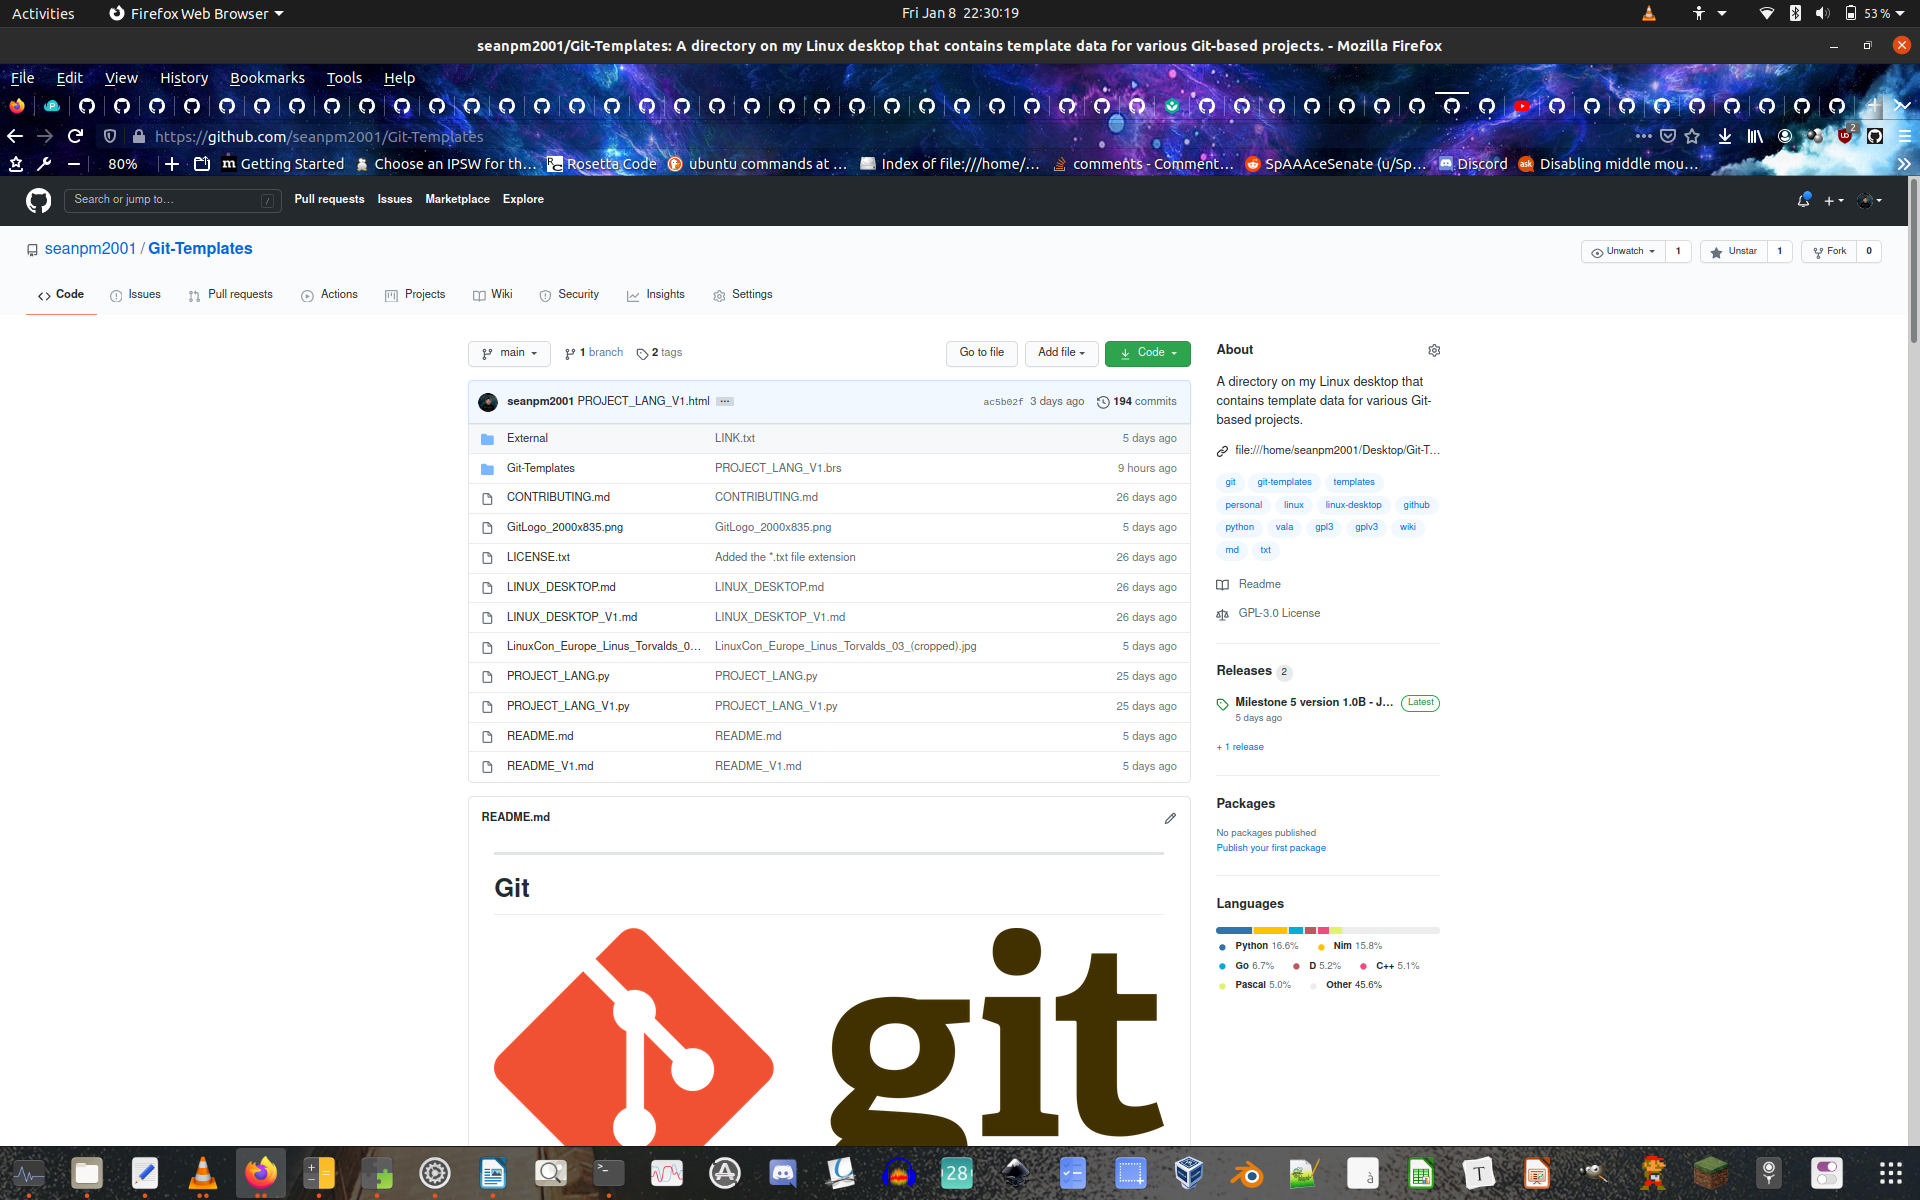 Activities Firefox Web Browser Fri Jan 8 22:30:19 53 %
seanpm2001/Git-Templates: A directory on my Linux desktop that contains template data for various Git-based projects. - Mozilla Firefox
File Edit View History Bookmarks Tools Help
https://github.com/seanpm2001/Git-Templates 2
80% Getting Started Choose an IPSW for th… Rosetta Code ubuntu commands at … Index of file:///home/… comments - Comment… SpAAAceSenate (u/Sp… Discord Disabling middle mou…
Search or jump to… / Pull requests Issues Marketplace Explore
seanpm2001 / Git-Templates Unwatch 1 Unstar 1 Fork 0
Code Issues Pull requests Actions Projects Wiki Security Insights Settings
main 1 branch 2 tags Go to file Add file Code
seanpm2001 PROJECT_LANG_V1.html ac5b02f 3 days ago 194 commits
External LINK.txt 5 days ago
Git-Templates PROJECT_LANG_V1.brs 9 hours ago
CONTRIBUTING.md CONTRIBUTING.md 26 days ago
GitLogo_2000x835.png GitLogo_2000x835.png 5 days ago
LICENSE.txt Added the *.txt file extension 26 days ago
LINUX_DESKTOP.md LINUX_DESKTOP.md 26 days ago
LINUX_DESKTOP_V1.md LINUX_DESKTOP_V1.md 26 days ago
LinuxCon_Europe_Linus_Torvalds_0… LinuxCon_Europe_Linus_Torvalds_03_(cropped).jpg 5 days ago
PROJECT_LANG.py PROJECT_LANG.py 25 days ago
PROJECT_LANG_V1.py PROJECT_LANG_V1.py 25 days ago
README.md README.md 5 days ago
README_V1.md README_V1.md 5 days ago
README.md
Git
git
About
A directory on my Linux desktop that
contains template data for various Git-
based projects.
file:///home/seanpm2001/Desktop/Git-T…
git git-templates templates
personal linux linux-desktop github
python vala gpl3 gplv3 wiki
md txt
Readme
GPL-3.0 License
Releases 2
Milestone 5 version 1.0B - J… Latest
5 days ago
+ 1 release
Packages
No packages published
Publish your first package
Languages
Python 16.6% Nim 15.8%
Go 6.7% D 5.2% C++ 5.1%
Pascal 5.0% Other 45.6%
28